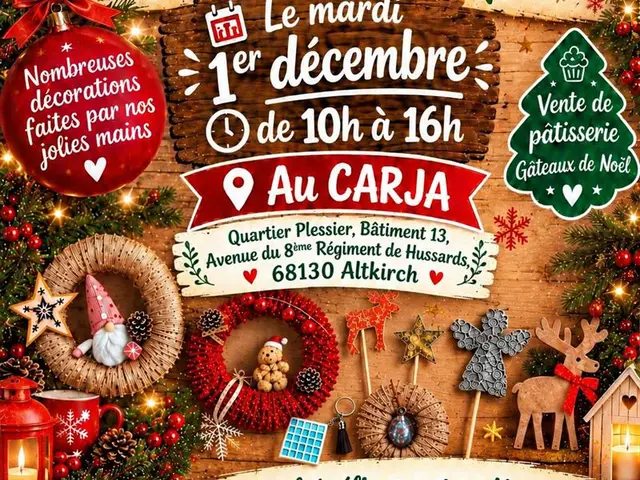 Le mardi
1er décembre
de 10h à 16h
Nombreuses
décorations
faites par nos
jolies mains
Vente de
pâtisserie
Gâteaux de Noël
Au CARJA
Quartier Plessier, Bâtiment 13,
Avenue du 8ème Régiment de Hussards,
68130 Altkirch